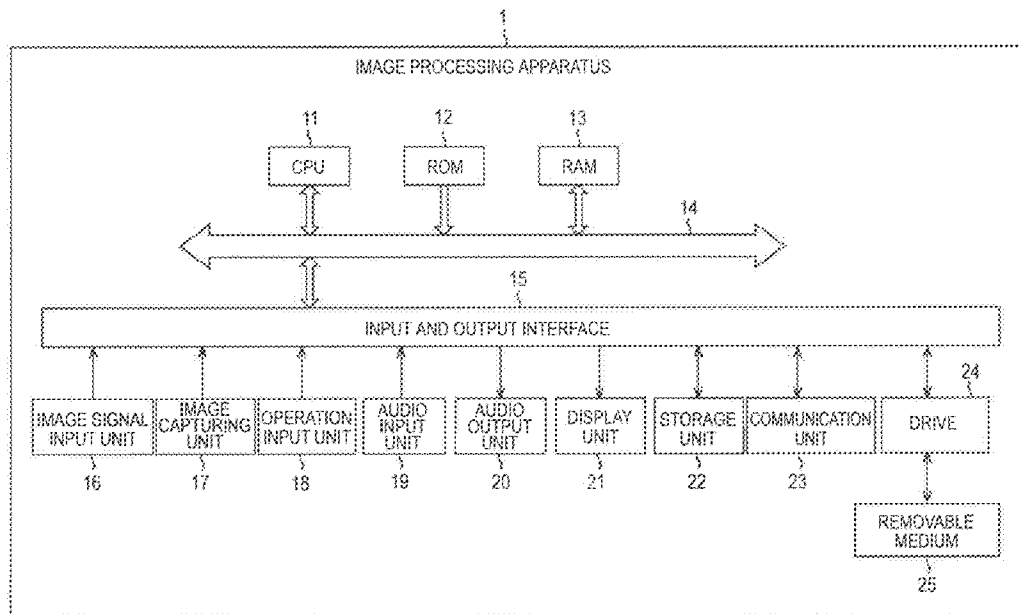 1
IMAGE PROCESSING APPARATUS
11
12
13
CPU
ROM
RAM
14
15
INPUT AND OUTPUT INTERFACE
24
IMAGE SIGNAL
INPUT UNIT
IMAGE
CAPTURING
UNIT
OPERATION
INPUT UNIT
AUDIO
INPUT
UNIT
AUDIO
OUTPUT
UNIT
DISPLAY
UNIT
STORAGE
UNIT
COMMUNICATION
UNIT
DRIVE
16
17
18
19
20
21
22
23
REMOVABLE
MEDIUM
25